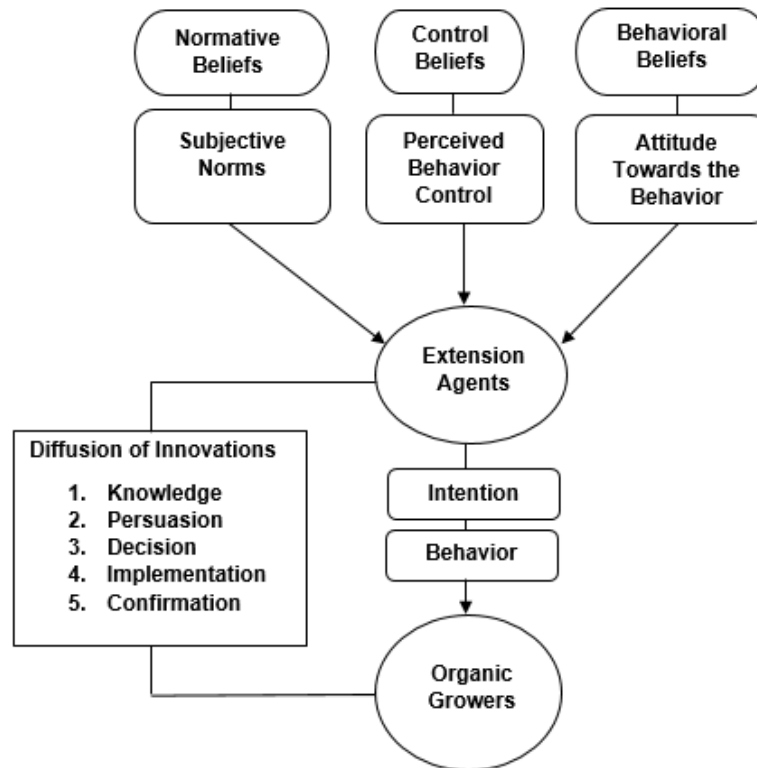 Normative
Beliefs
Control
Beliefs
Behavioral
Beliefs
Subjective
Norms
Perceived
Behavior
Control
Attitude
Towards the
Behavior
Extension
Agents
Diffusion of Innovations
1. Knowledge
2. Persuasion
3. Decision
4. Implementation
5. Confirmation
Intention
Behavior
Organic
Growers